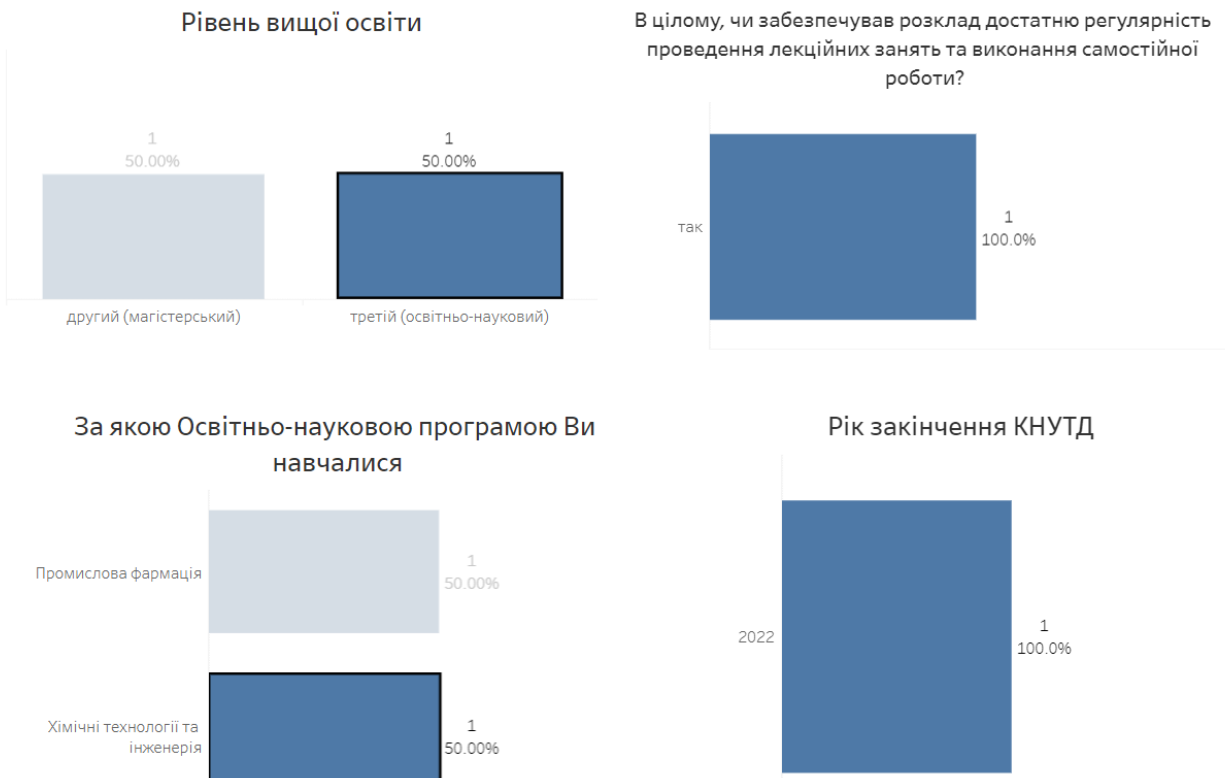 Рівень вищої освіти
1
50.00%
1
50.00%
другий (магістерський)
третій (освітньо-науковий)
В цілому, чи забезпечував розклад достатню регулярність
проведення лекційних занять та виконання самостійної
роботи?
так
1
100.0%
За якою Освітньо-науковою програмою Ви
навчалися
Промислова фармація
1
50.00%
Хімічні технології та
інженерія
1
50.00%
Рік закінчення КНУТД
2022
1
100.0%